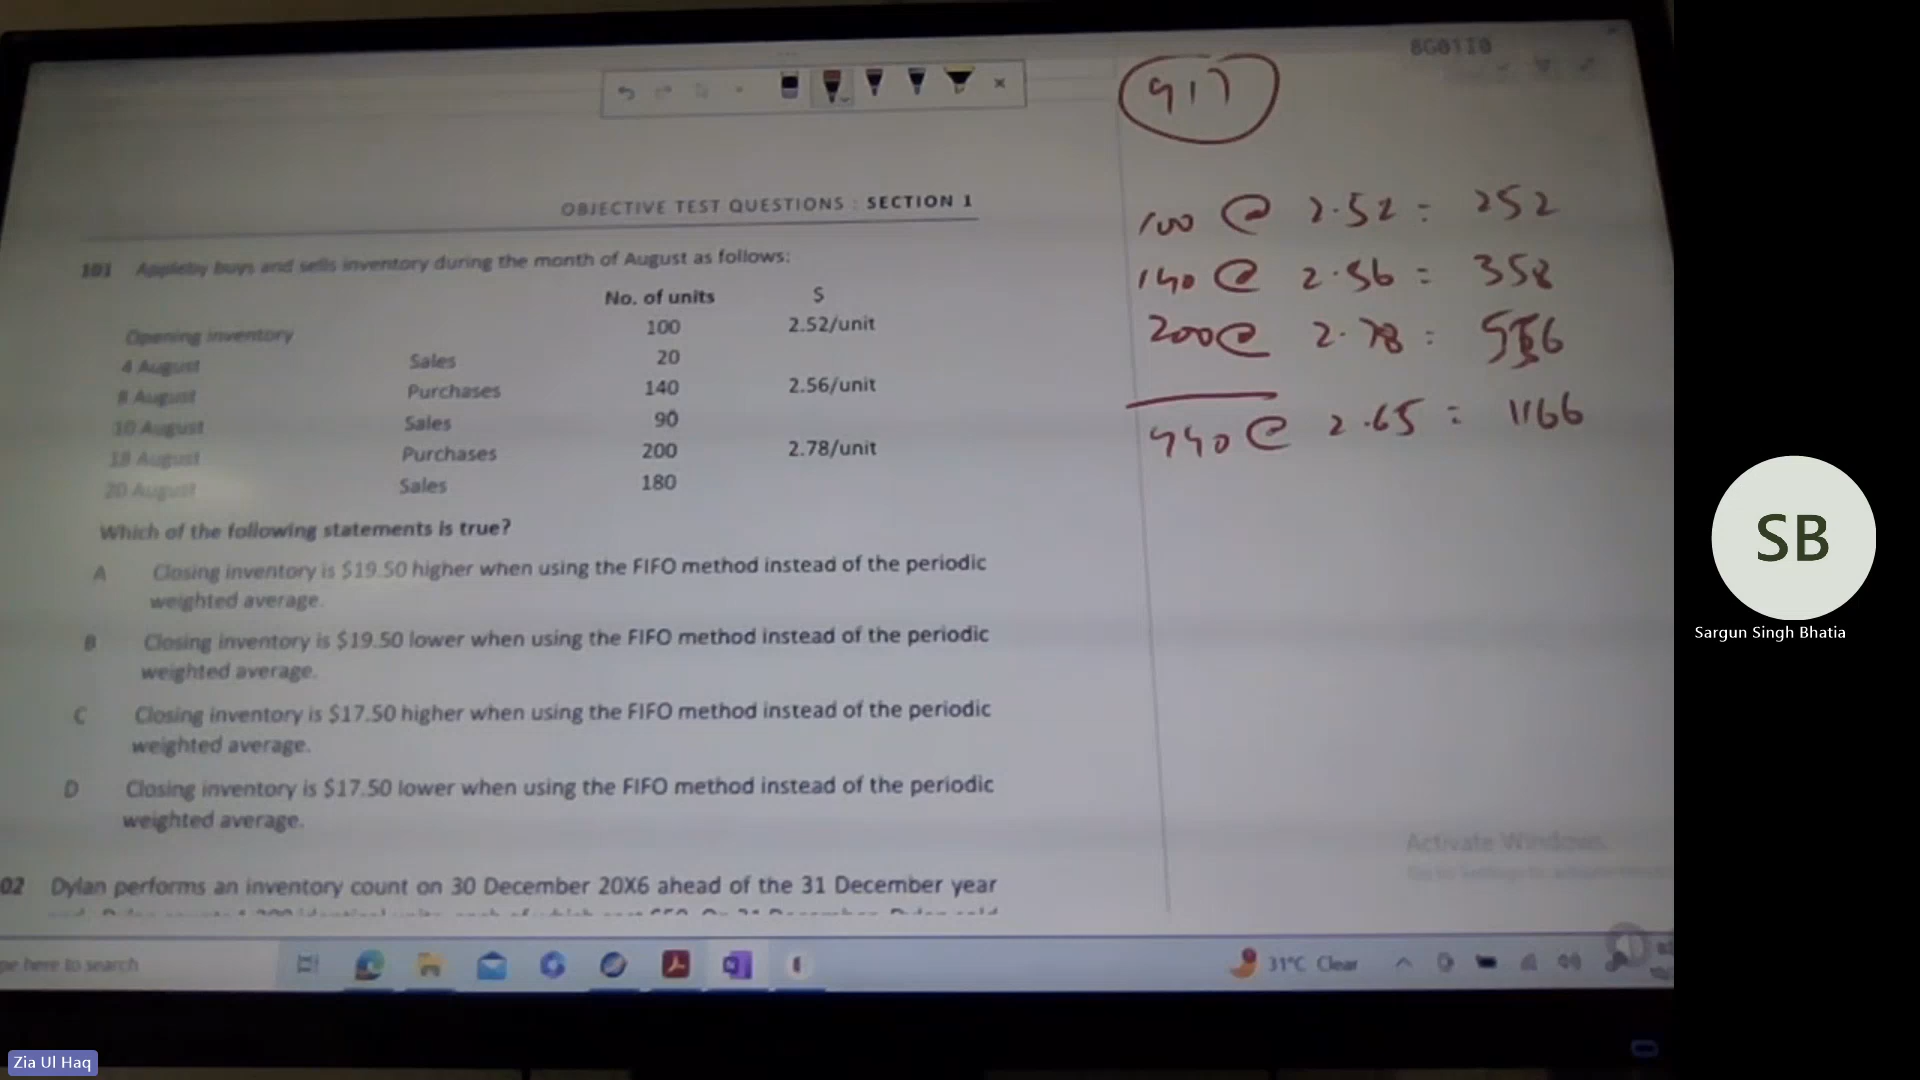 8G01I0
917
OBJECTIVE TEST QUESTIONS : SECTION 1
101 Appleby buys and sells inventory during the month of August as follows:
No. of units $
Opening inventory 100 2.52/unit
4 August Sales 20
8 August Purchases 140 2.56/unit
10 August Sales 90
18 August Purchases 200 2.78/unit
20 August Sales 180
Which of the following statements is true?
A Closing inventory is $19.50 higher when using the FIFO method instead of the periodic
weighted average.
B Closing inventory is $19.50 lower when using the FIFO method instead of the periodic
weighted average.
C Closing inventory is $17.50 higher when using the FIFO method instead of the periodic
weighted average.
D Closing inventory is $17.50 lower when using the FIFO method instead of the periodic
weighted average.
02 Dylan performs an inventory count on 30 December 20X6 ahead of the 31 December year
100 @ 2.52 = 252
140 @ 2.56 = 358
200 @ 2.78 = 556
440 @ 2.65 = 1166
Activate Windows
pe here to search
31°C Clear
SB
Sargun Singh Bhatia
Zia Ul Haq